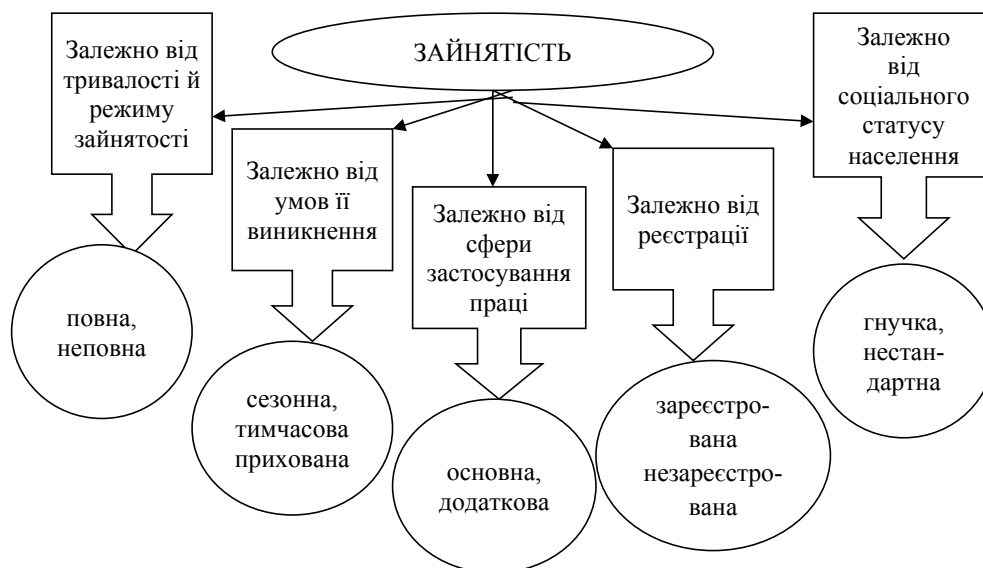 ЗАЙНЯТІСТЬ
Залежно від
тривалості й
режиму
зайнятості
Залежно від
умов її
виникнення
Залежно від
сфери
застосування
праці
Залежно від
реєстрації
Залежно
від
соціального
статусу
населення
повна,
неповна
сезонна,
тимчасова
прихована
основна,
додаткова
зареєстро-
вана
незареєстро-
вана
гнучка,
нестан-
дартна